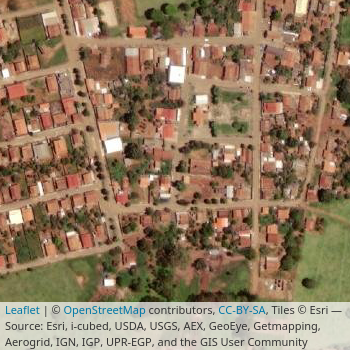 Leaflet | © OpenStreetMap contributors, CC-BY-SA, Tiles © Esri —
Source: Esri, i-cubed, USDA, USGS, AEX, GeoEye, Getmapping,
Aerogrid, IGN, IGP, UPR-EGP, and the GIS User Community